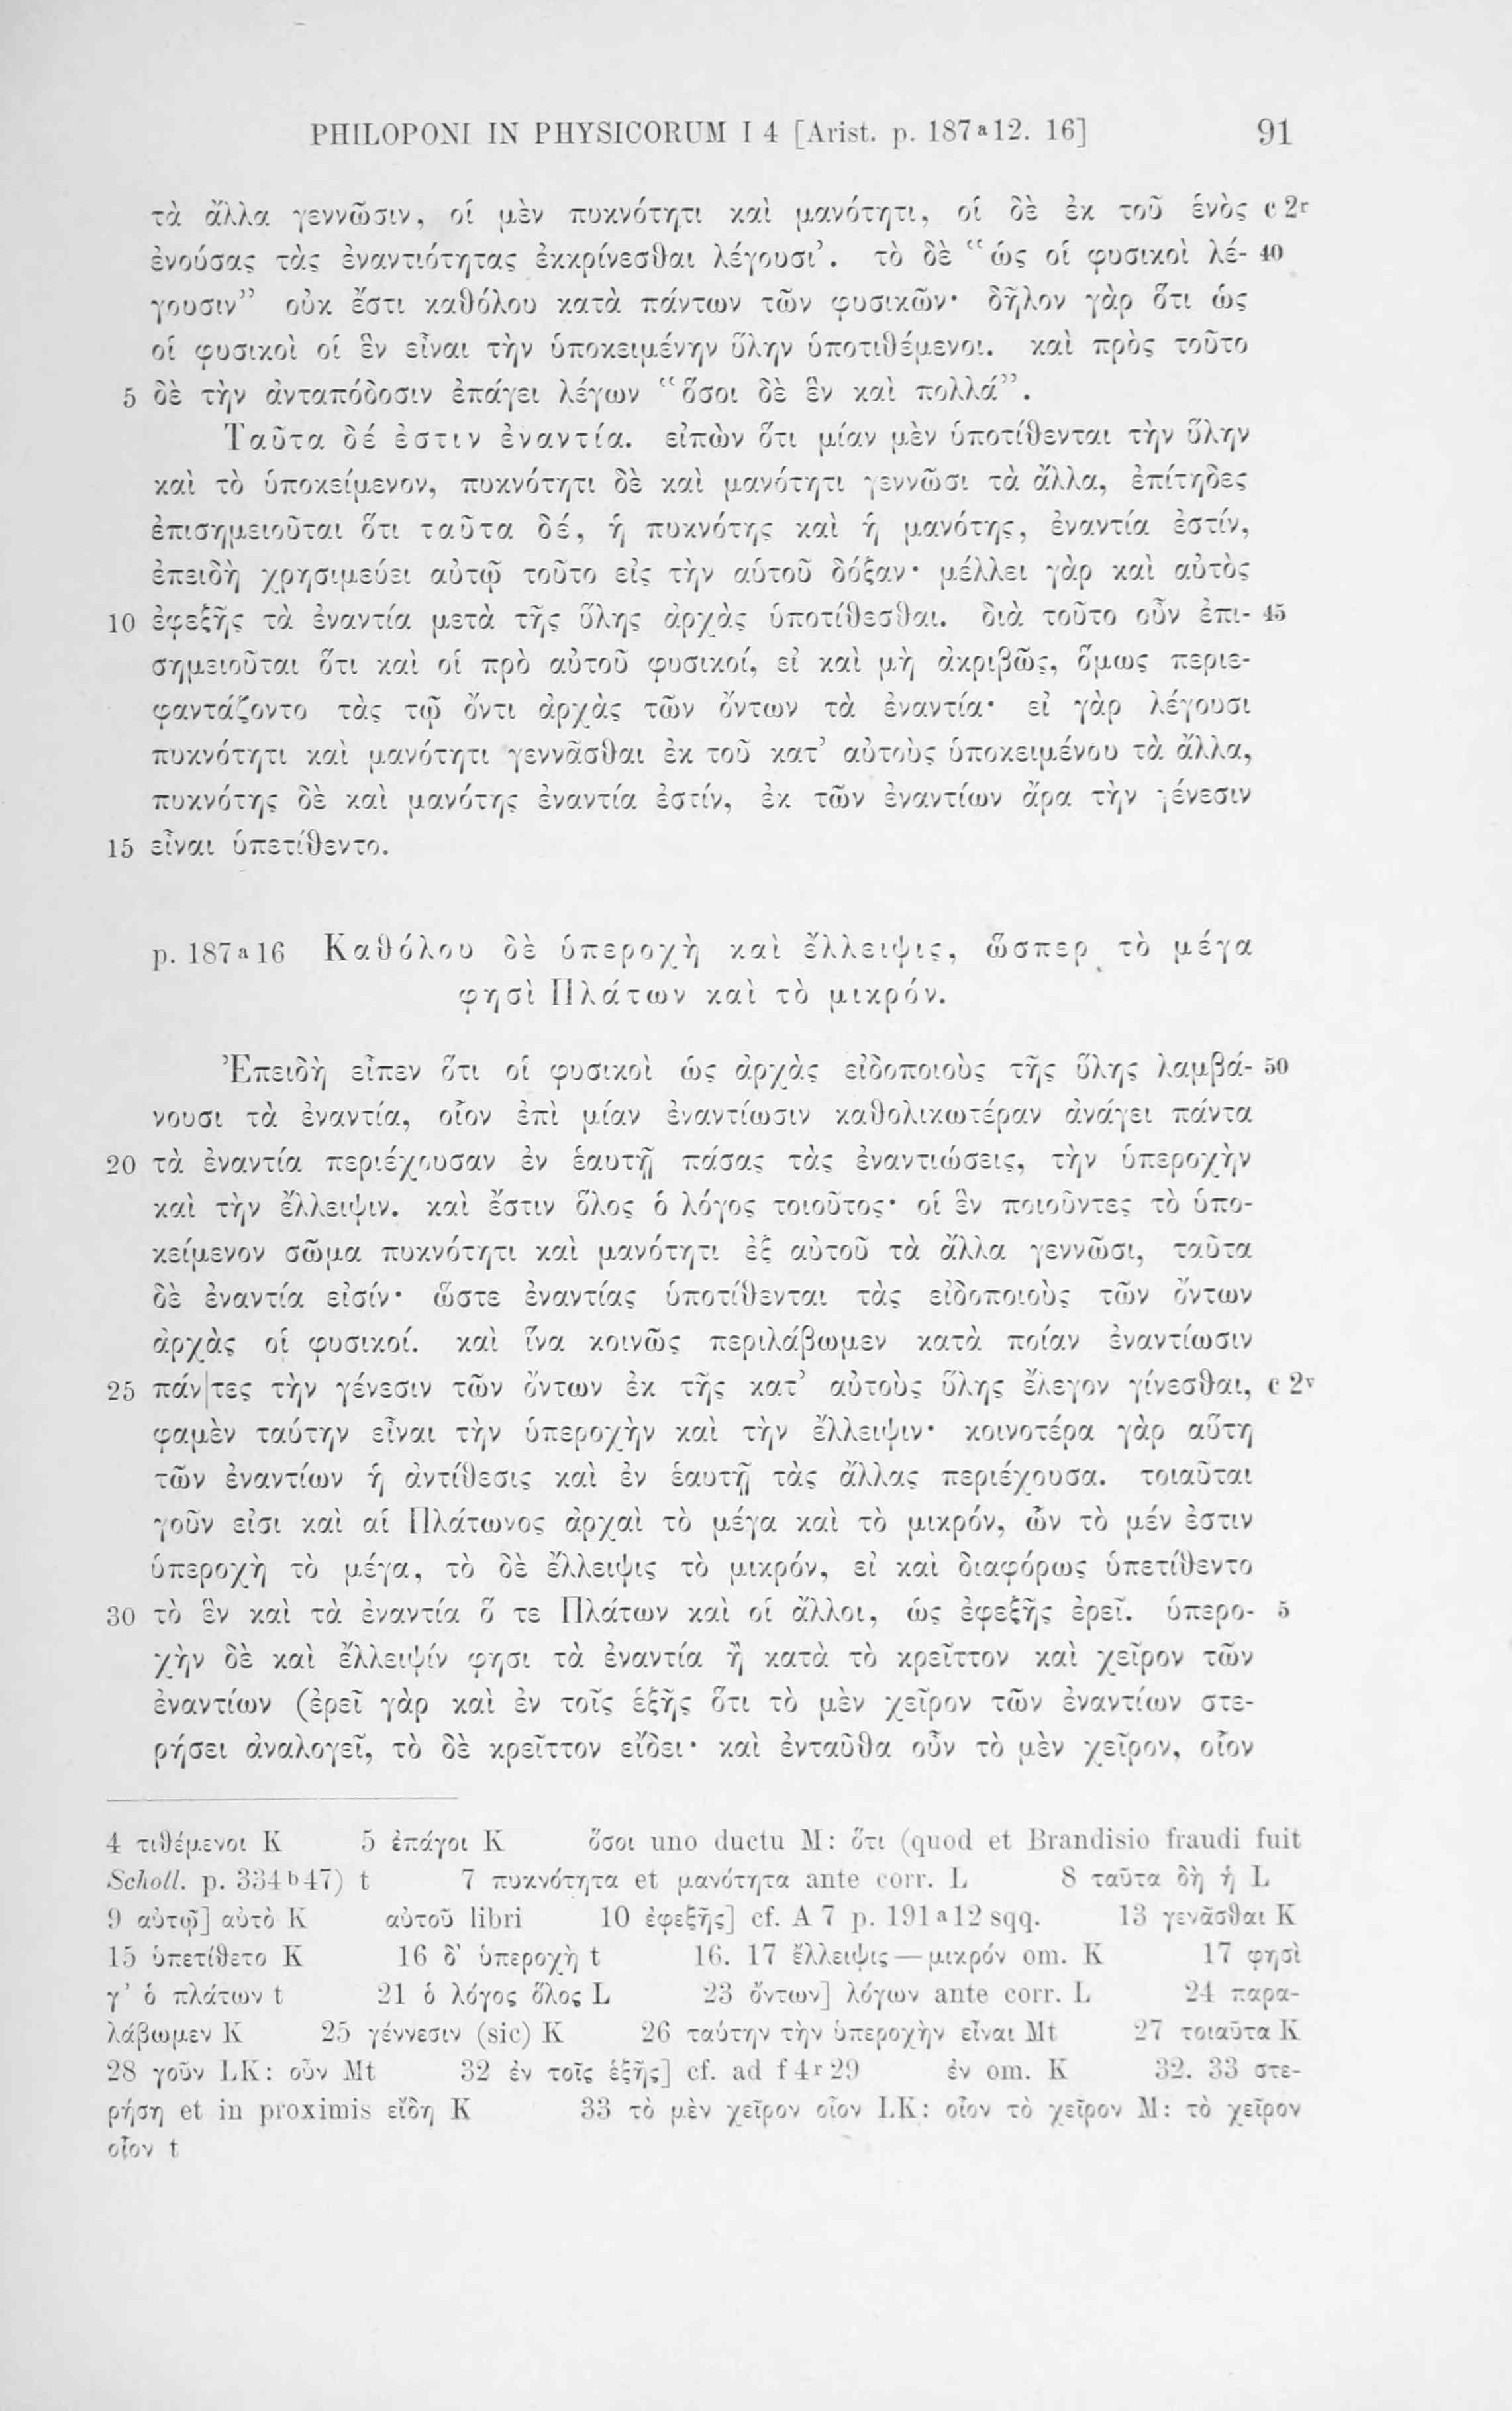 PHILOPONI IN PHYSICORUM I 4 [Arist. p. 187ᵃ12. 16] 91
τὰ ἄλλα γεννῶσιν, οἱ μὲν πυκνότητι καὶ μανότητι, οἱ δὲ ἐκ τοῦ ἑνὸς c 2ʳ
ἐνούσας τὰς ἐναντιότητας ἐκκρίνεσθαι λέγουσι’. τὸ δὲ “ὡς οἱ φυσικοὶ λέ- 40
γουσιν” οὐκ ἔστι καθόλου κατὰ πάντων τῶν φυσικῶν· δῆλον γὰρ ὅτι ὡς
οἱ φυσικοὶ οἱ ἓν εἶναι τὴν ὑποκειμένην ὕλην ὑποτιθέμενοι. καὶ πρὸς τοῦτο
5 δὲ τὴν ἀνταπόδοσιν ἐπάγει λέγων “ὅσοι δὲ ἓν καὶ πολλά”.
Ταῦτα δέ ἐστιν ἐναντία. εἰπὼν ὅτι μίαν μὲν ὑποτίθενται τὴν ὕλην
καὶ τὸ ὑποκείμενον, πυκνότητι δὲ καὶ μανότητι γεννῶσι τὰ ἄλλα, ἐπίτηδες
ἐπισημειοῦται ὅτι ταῦτα δέ, ἡ πυκνότης καὶ ἡ μανότης, ἐναντία ἐστίν,
ἐπειδὴ χρησιμεύει αὐτῷ τοῦτο εἰς τὴν αὑτοῦ δόξαν· μέλλει γὰρ καὶ αὐτὸς
10 ἐφεξῆς τὰ ἐναντία μετὰ τῆς ὕλης ἀρχὰς ὑποτίθεσθαι. διὰ τοῦτο οὖν ἐπι- 45
σημειοῦται ὅτι καὶ οἱ πρὸ αὐτοῦ φυσικοί, εἰ καὶ μὴ ἀκριβῶς, ὅμως περιε-
φαντάζοντο τὰς τῷ ὄντι ἀρχὰς τῶν ὄντων τὰ ἐναντία· εἰ γὰρ λέγουσι
πυκνότητι καὶ μανότητι γεννᾶσθαι ἐκ τοῦ κατ’ αὐτοὺς ὑποκειμένου τὰ ἄλλα,
πυκνότης δὲ καὶ μανότης ἐναντία ἐστίν, ἐκ τῶν ἐναντίων ἄρα τὴν γένεσιν
15 εἶναι ὑπετίθεντο.
p. 187ᵃ16 Καθόλου δὲ ὑπεροχὴ καὶ ἔλλειψις, ὥσπερ τὸ μέγα
φησὶ Πλάτων καὶ τὸ μικρόν.
Ἐπειδὴ εἶπεν ὅτι οἱ φυσικοὶ ὡς ἀρχὰς εἰδοποιοὺς τῆς ὕλης λαμβά- 50
νουσι τὰ ἐναντία, οἷον ἐπὶ μίαν ἐναντίωσιν καθολικωτέραν ἀνάγει πάντα
20 τὰ ἐναντία περιέχουσαν ἐν ἑαυτῇ πάσας τὰς ἐναντιώσεις, τὴν ὑπεροχὴν
καὶ τὴν ἔλλειψιν. καὶ ἔστιν ὅλος ὁ λόγος τοιοῦτος· οἱ ἓν ποιοῦντες τὸ ὑπο-
κείμενον σῶμα πυκνότητι καὶ μανότητι ἐξ αὐτοῦ τὰ ἄλλα γεννῶσι, ταῦτα
δὲ ἐναντία εἰσίν· ὥστε ἐναντίας ὑποτίθενται τὰς εἰδοποιοὺς τῶν ὄντων
ἀρχὰς οἱ φυσικοί. καὶ ἵνα κοινῶς περιλάβωμεν κατὰ ποίαν ἐναντίωσιν
25 πάν|τες τὴν γένεσιν τῶν ὄντων ἐκ τῆς κατ’ αὐτοὺς ὕλης ἔλεγον γίνεσθαι, c 2ᵛ
φαμὲν ταύτην εἶναι τὴν ὑπεροχὴν καὶ τὴν ἔλλειψιν· κοινοτέρα γὰρ αὕτη
τῶν ἐναντίων ἡ ἀντίθεσις καὶ ἐν ἑαυτῇ τὰς ἄλλας περιέχουσα. τοιαῦται
γοῦν εἰσι καὶ αἱ Πλάτωνος ἀρχαὶ τὸ μέγα καὶ τὸ μικρόν, ὧν τὸ μέν ἐστιν
ὑπεροχὴ τὸ μέγα, τὸ δὲ ἔλλειψις τὸ μικρόν, εἰ καὶ διαφόρως ὑπετίθεντο
30 τὸ ἓν καὶ τὰ ἐναντία ὅ τε Πλάτων καὶ οἱ ἄλλοι, ὡς ἐφεξῆς ἐρεῖ. ὑπερο- 5
χὴν δὲ καὶ ἔλλειψίν φησι τὰ ἐναντία ἢ κατὰ τὸ κρεῖττον καὶ χεῖρον τῶν
ἐναντίων (ἐρεῖ γὰρ καὶ ἐν τοῖς ἑξῆς ὅτι τὸ μὲν χεῖρον τῶν ἐναντίων στε-
ρήσει ἀναλογεῖ, τὸ δὲ κρεῖττον εἴδει· καὶ ἐνταῦθα οὖν τὸ μὲν χεῖρον, οἷον
4 τιθέμενοι K 5 ἐπάγοι K ὅσοι uno ductu M: ὅτι (quod et Brandisio fraudi fuit
Scholl. p. 334ᵇ47) t 7 πυκνότητα et μανότητα ante corr. L 8 ταῦτα δὴ ἡ L
9 αὐτῷ] αὐτὸ K αὐτοῦ libri 10 ἐφεξῆς] cf. A 7 p. 191ᵃ12 sqq. 13 γενᾶσθαι K
15 ὑπετίθετο K 16 δ’ ὑπεροχὴ t 16. 17 ἔλλειψις — μικρόν om. K 17 φησὶ
γ’ ὁ πλάτων t 21 ὁ λόγος ὅλος L 23 ὄντων] λόγων ante corr. L 24 παρα-
λάβωμεν K 25 γέννεσιν (sic) K 26 ταύτην τὴν ὑπεροχὴν εἶναι Mt 27 τοιαῦτα K
28 γοῦν LK: οὖν Mt 32 ἐν τοῖς ἑξῆς] cf. ad f 4ʳ 29 ἐν om. K 32. 33 στε-
ρήση et in proximis εἴδη K 33 τὸ μὲν χεῖρον οἷον LK: οἷον τὸ χεῖρον M: τὸ χεῖρον
οἷον t